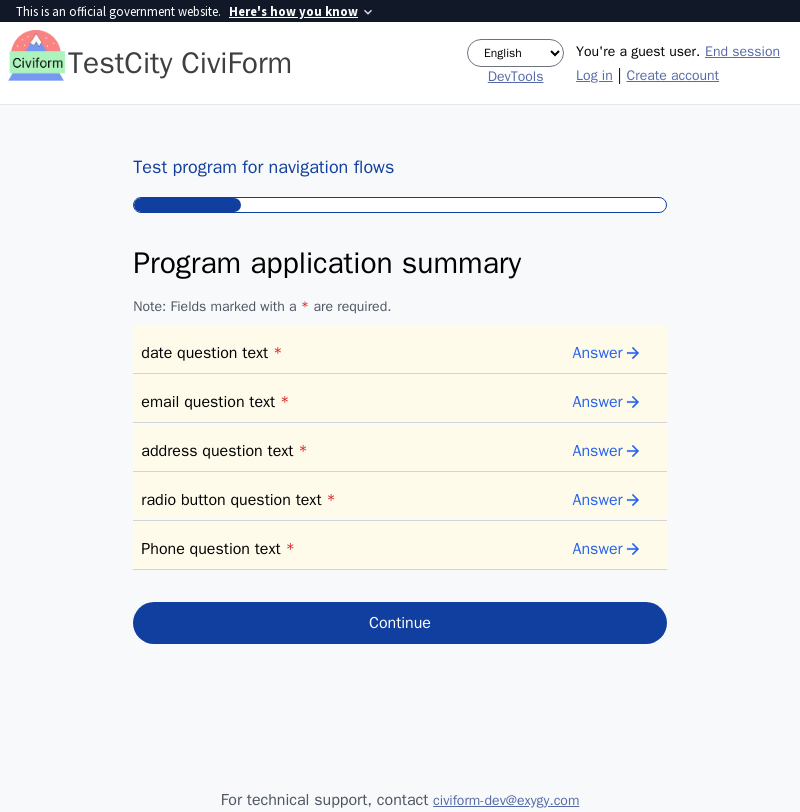 This is an official government website. Here's how you know
Civiform
TestCity CiviForm
English
DevTools
You're a guest user. End session
Log in | Create account
Test program for navigation flows
Program application summary
Note: Fields marked with a * are required.
date question text * Answer
email question text * Answer
address question text * Answer
radio button question text * Answer
Phone question text * Answer
Continue
For technical support, contact civiform-dev@exygy.com